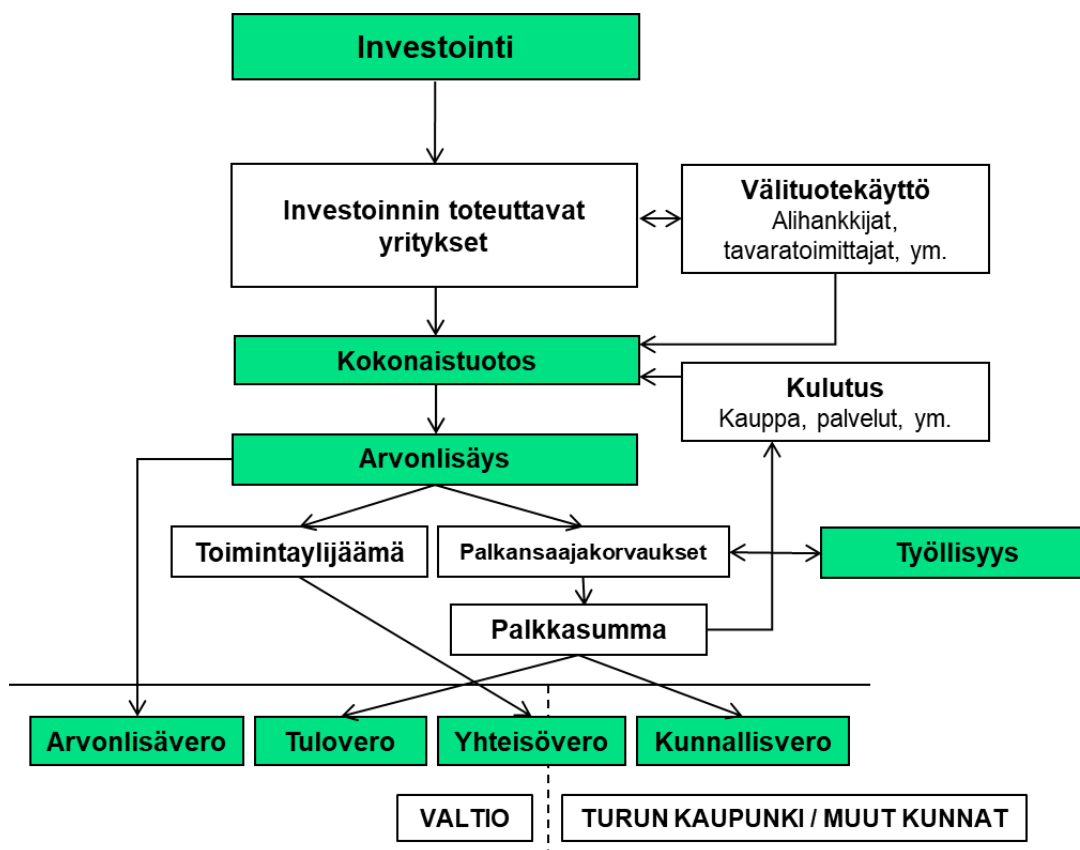 Investointi
Investoinnin toteuttavat
yritykset
Välituotekäyttö
Alihankkijat,
tavaratoimittajat, ym.
Kokonaistuotos
Kulutus
Kauppa, palvelut, ym.
Arvonlisäys
Toimintaylijäämä
Palkansaajakorvaukset
Työllisyys
Palkkasumma
Arvonlisävero
Tulovero
Yhteisövero
Kunnallisvero
VALTIO
TURUN KAUPUNKI / MUUT KUNNAT